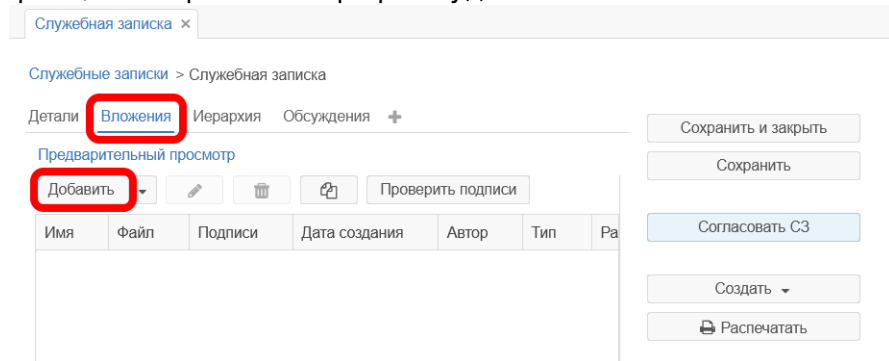 Служебная записка ×
Служебные записки > Служебная записка
Детали Вложения Иерархия Обсуждения +
Предварительный просмотр
Добавить Проверить подписи
Имя Файл Подписи Дата создания Автор Тип Ра
Сохранить и закрыть
Сохранить
Согласовать СЗ
Создать
Распечатать